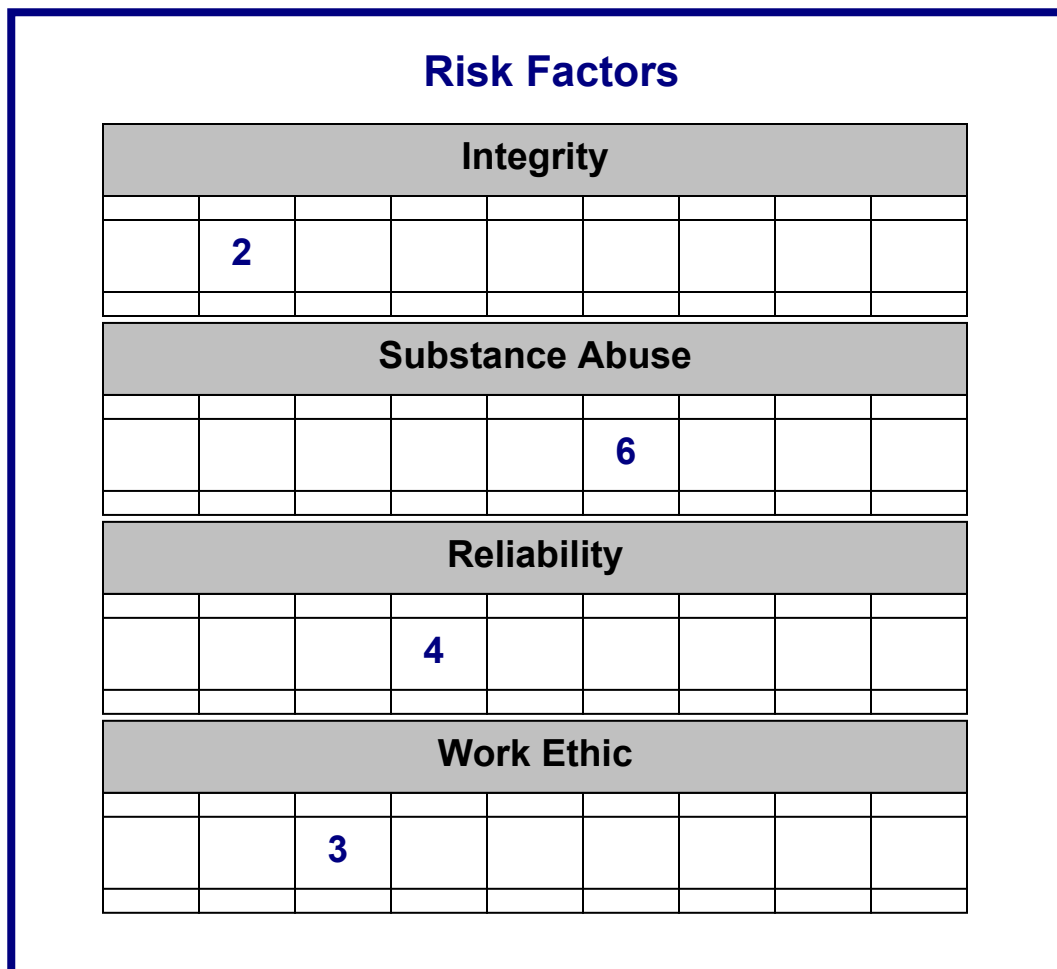 Risk Factors
Integrity
2
Substance Abuse
6
Reliability
4
Work Ethic
3